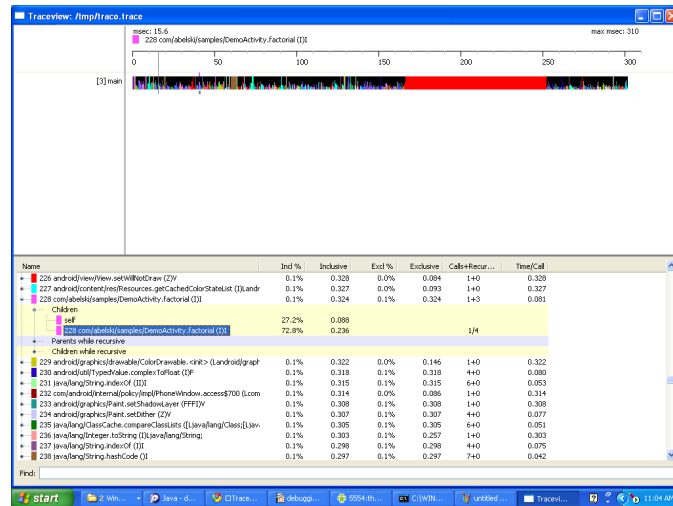 Traceview: /tmp/traco.trace
msec: 15.6
max msec: 310
228 com/abelski/samples/DemoActivity.factorial (I)I
0 50 100 150 200 250 300
[3] main
Name Incl % Inclusive Excl % Exclusive Calls+Recur... Time/Call
226 android/view/View.setWillNotDraw (Z)V 0.1% 0.328 0.0% 0.084 1+0 0.328
227 android/content/res/Resources.getCachedColorStateList (I)Landr 0.1% 0.327 0.0% 0.093 1+0 0.327
228 com/abelski/samples/DemoActivity.factorial (I)I 0.1% 0.324 0.1% 0.324 1+3 0.081
Children
self 27.2% 0.088
228 com/abelski/samples/DemoActivity.factorial (I)I 72.8% 0.236 1/4
Parents while recursive
Children while recursive
229 android/graphics/drawable/ColorDrawable.<init> (Landroid/graph 0.1% 0.322 0.0% 0.146 1+0 0.322
230 android/util/TypedValue.complexToFloat (I)F 0.1% 0.318 0.1% 0.318 4+0 0.080
231 java/lang/String.indexOf (II)I 0.1% 0.315 0.1% 0.315 6+0 0.053
232 com/android/internal/policy/impl/PhoneWindow.access$700 (Lcom 0.1% 0.314 0.0% 0.086 1+0 0.314
233 android/graphics/Paint.setShadowLayer (FFFI)V 0.1% 0.308 0.1% 0.308 1+0 0.308
234 android/graphics/Paint.setDither (Z)V 0.1% 0.307 0.1% 0.307 4+0 0.077
235 java/lang/ClassCache.compareClassLists ([Ljava/lang/Class;[Ljav- 0.1% 0.305 0.1% 0.305 6+0 0.051
236 java/lang/Integer.toString (I)Ljava/lang/String; 0.1% 0.303 0.1% 0.257 1+0 0.303
237 java/lang/String.indexOf (I)I 0.1% 0.298 0.1% 0.298 4+0 0.075
238 java/lang/String.hashCode ()I 0.1% 0.297 0.1% 0.297 7+0 0.042
Find:
start 2 Win... Java - d... DTrace... debuggi... 5554:th... C:\WIN... untitled ... Tracevi... 11:04 AM